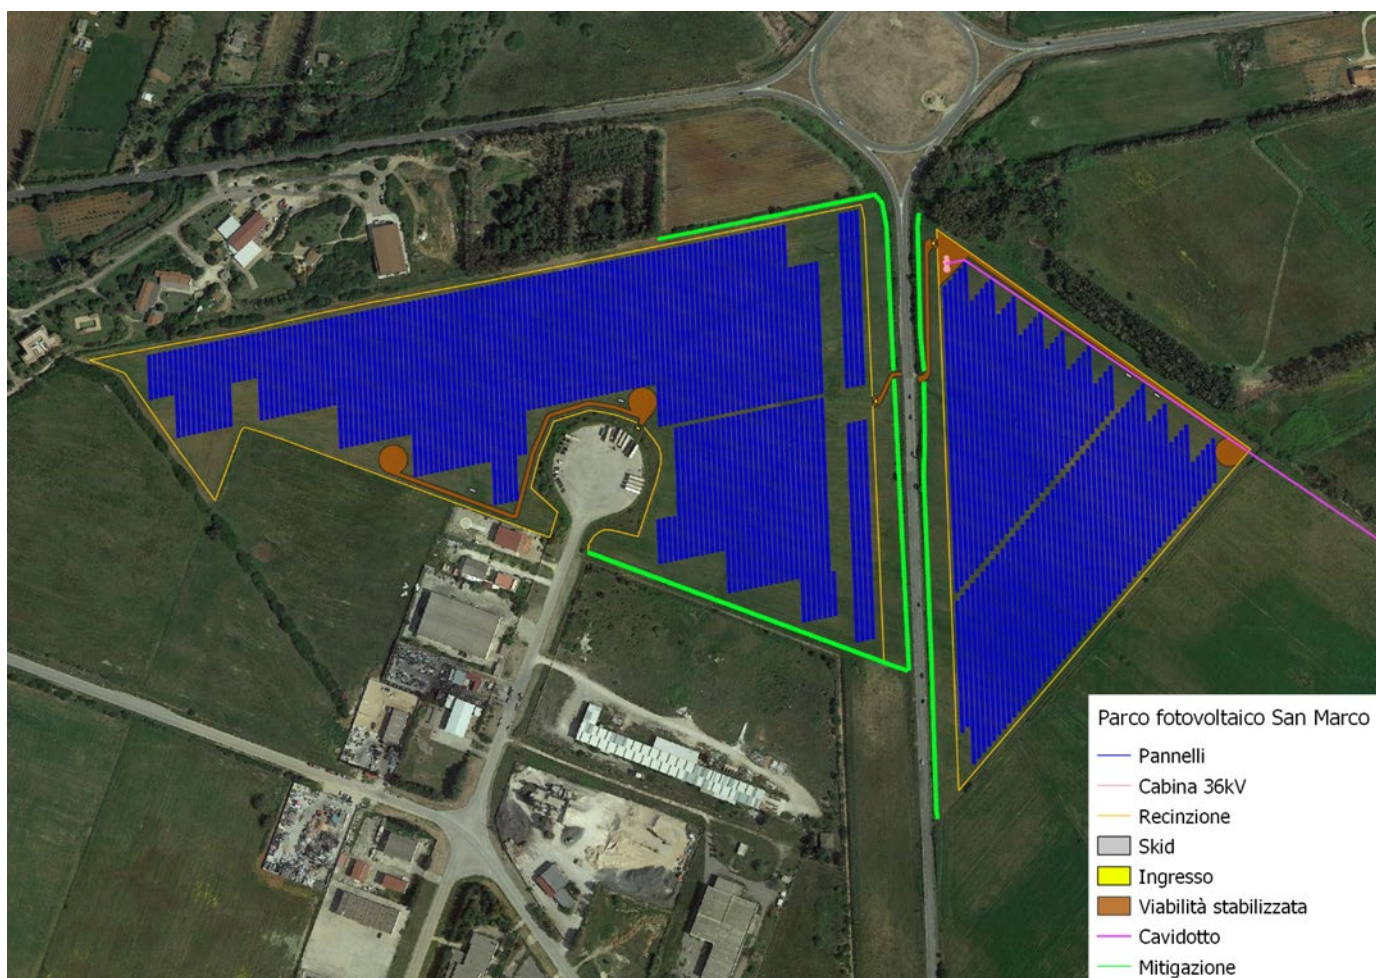 Parco fotovoltaico San Marco
Pannelli
Cabina 36kV
Recinzione
Skid
Ingresso
Viabilità stabilizzata
Cavidotto
Mitigazione